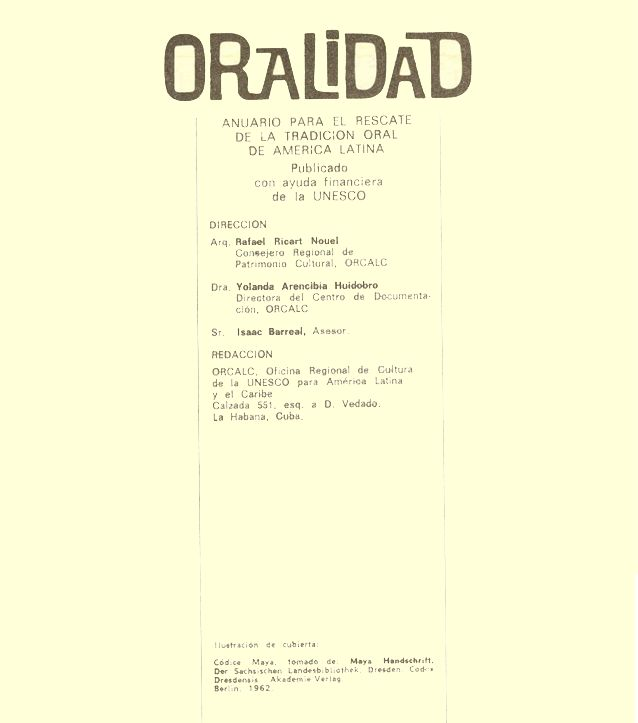 ORALiDAD
ANUARIO PARA EL RESCATE
DE LA TRADICION ORAL
DE AMERICA LATINA
Publicado
con ayuda financiera
de la UNESCO
DIRECCION
Arq. Rafael Ricart Nouel
Consejero Regional de
Patrimonio Cultural, ORCALC
Dra. Yolanda Arencibia Huidobro
Directora del Centro de Documenta-
ción, ORCALC
Sr. Isaac Barreal, Asesor.
REDACCION
ORCALC, Oficina Regional de Cultura
de la UNESCO para América Latina
y el Caribe
Calzada 551, esq. a D. Vedado.
La Habana, Cuba.
Ilustración de cubierta:
Códice Maya, tomado de: Maya Handschrift.
Der Sachsischen Landesbibliothek, Dresden, Codex
Dresdensis. Akademie Verlag.
Berlin, 1962.